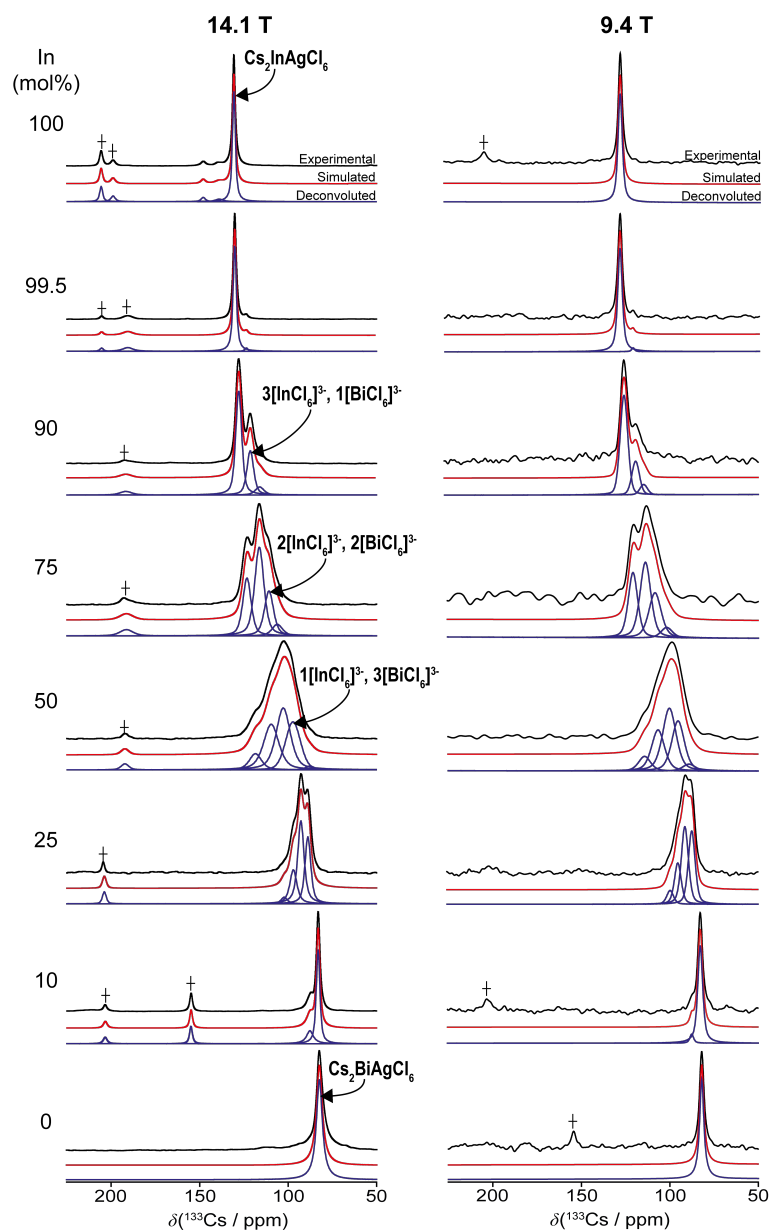 14.1 T 9.4 T
In
(mol%)
Cs₂InAgCl₆
100
‡ ‡ ‡
Experimental Experimental
Simulated Simulated
Deconvoluted Deconvoluted
99.5
‡ ‡
90
3[InCl₆]³⁻, 1[BiCl₆]³⁻
‡
75
2[InCl₆]³⁻, 2[BiCl₆]³⁻
‡
50
1[InCl₆]³⁻, 3[BiCl₆]³⁻
‡
25
‡
10
‡ ‡ ‡
Cs₂BiAgCl₆
0
‡
200 150 100 50 200 150 100 50
δ(¹³³Cs / ppm) δ(¹³³Cs / ppm)